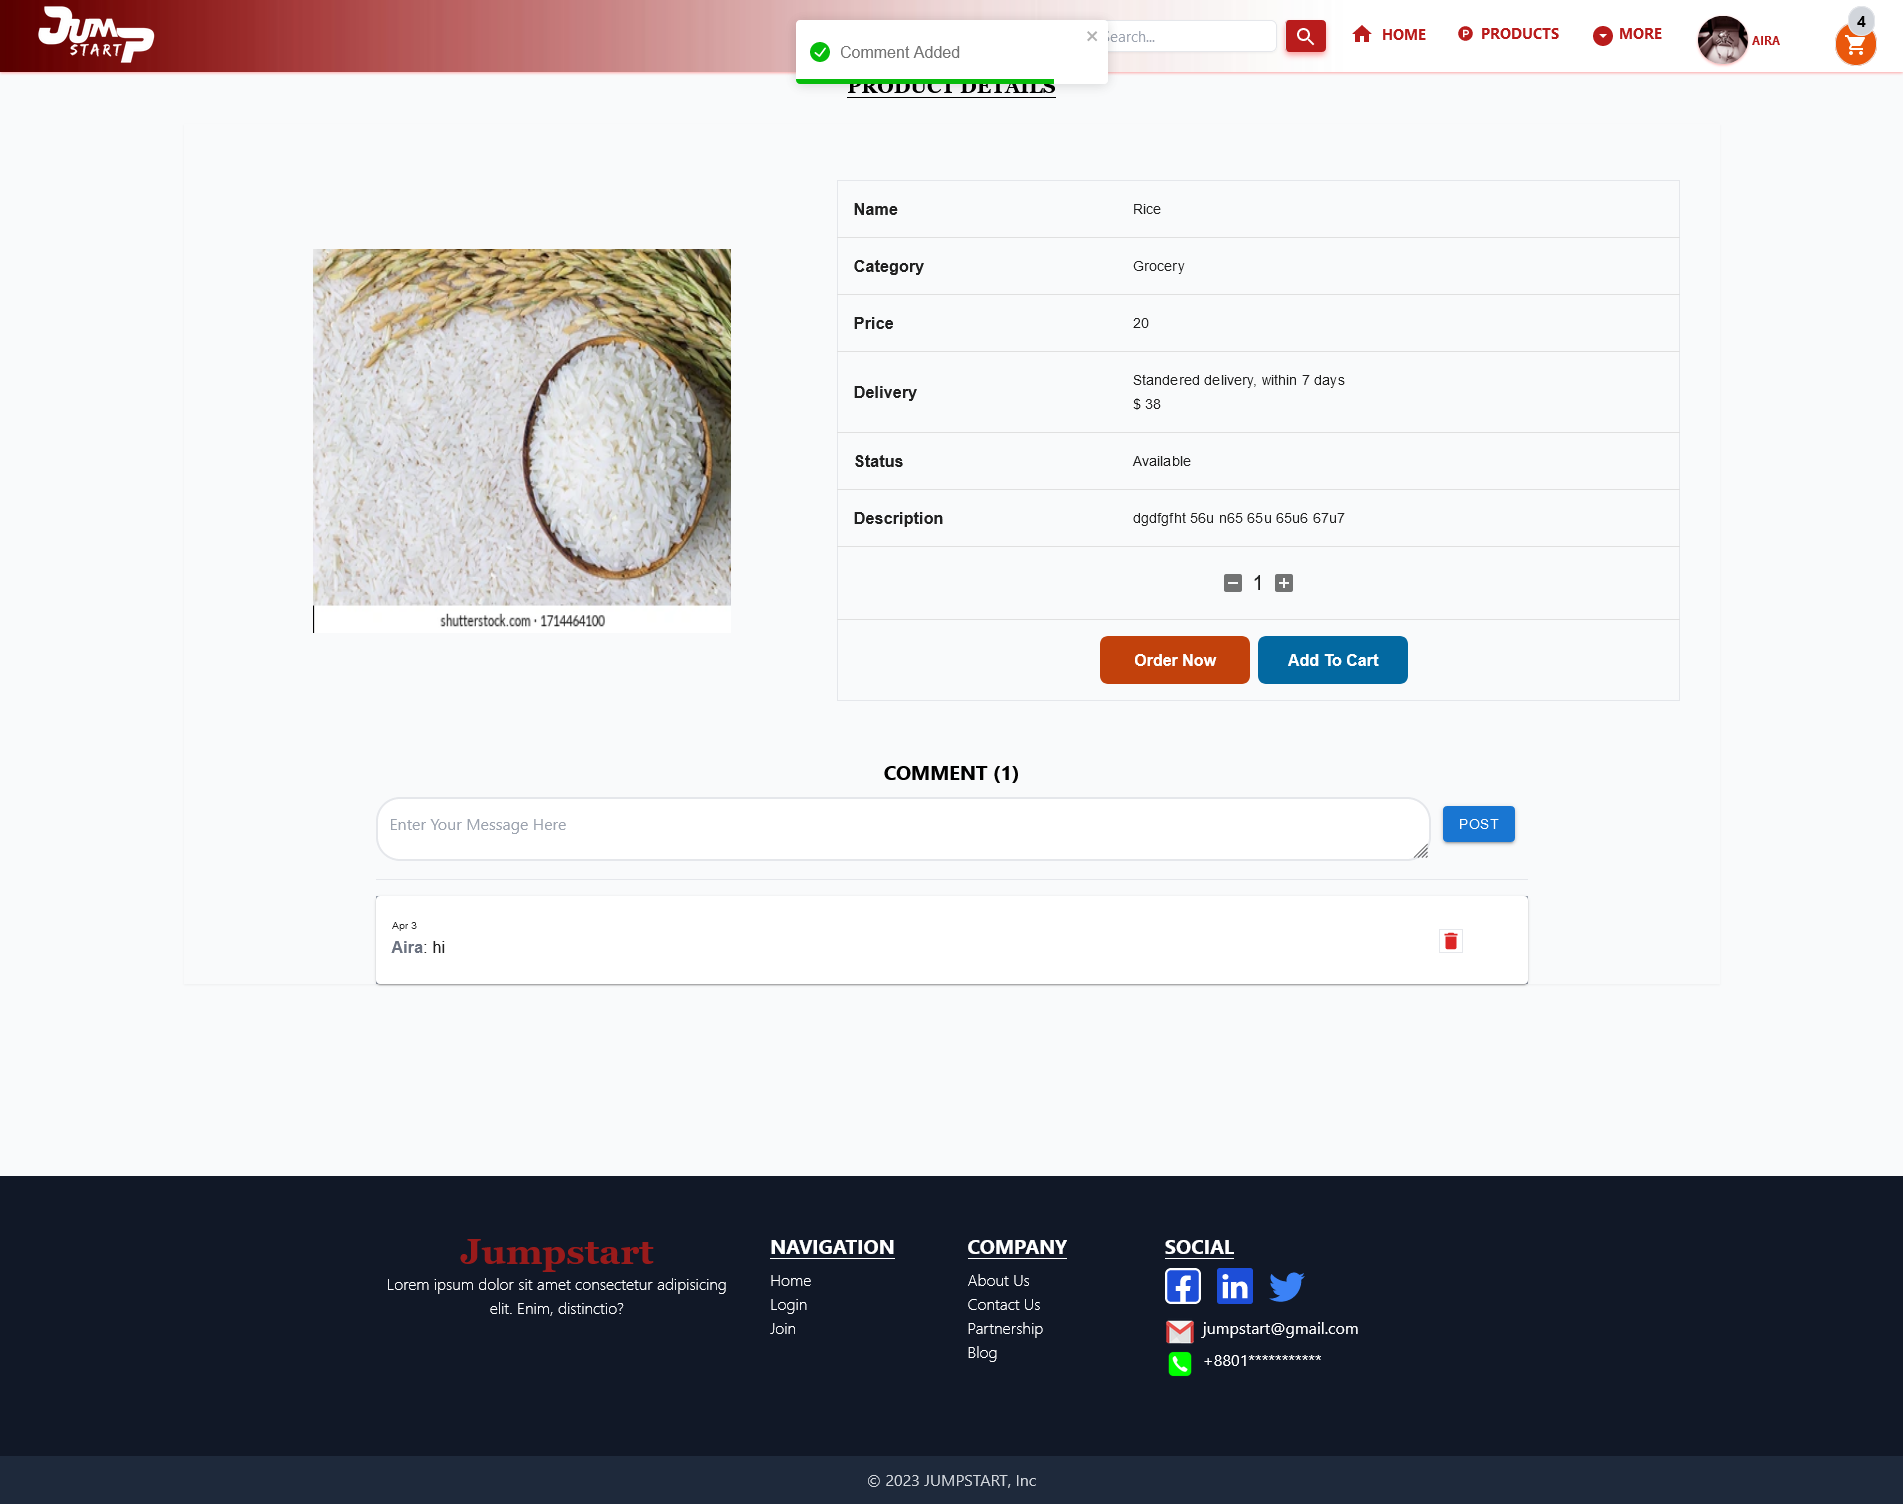 JUMP
START
Comment Added
Search...
HOME
PRODUCTS
MORE
AIRA
4
PRODUCT DETAILS
Name Rice
Category Grocery
Price 20
Delivery Standered delivery, within 7 days
$ 38
Status Available
Description dgdfgfht 56u n65 65u 65u6 67u7
1
Order Now Add To Cart
shutterstock.com · 1714464100
COMMENT (1)
Enter Your Message Here
POST
Apr 3
Aira: hi
Jumpstart
Lorem ipsum dolor sit amet consectetur adipisicing
elit. Enim, distinctio?
NAVIGATION
Home
Login
Join
COMPANY
About Us
Contact Us
Partnership
Blog
SOCIAL
jumpstart@gmail.com
+8801***********
© 2023 JUMPSTART, Inc